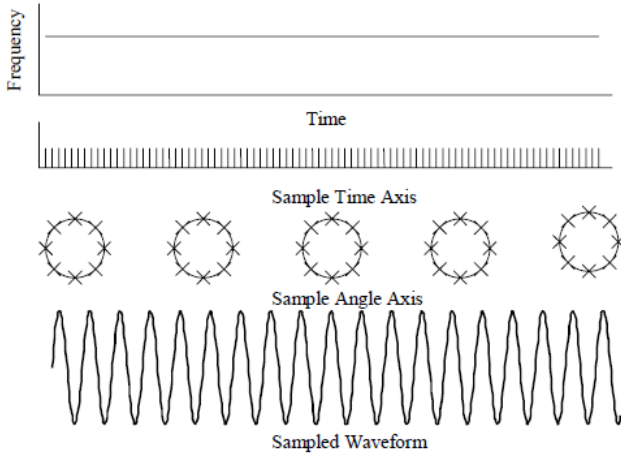 Frequency
Time
Sample Time Axis
Sample Angle Axis
Sampled Waveform